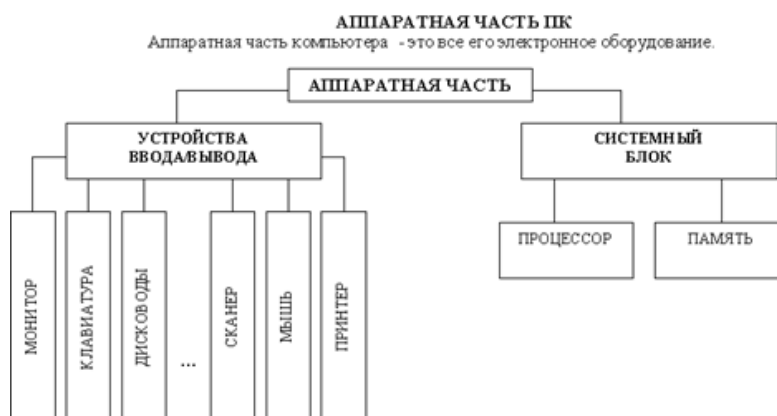 АППАРАТНАЯ ЧАСТЬ ПК
Аппаратная часть компьютера - это все его электронное оборудование.
АППАРАТНАЯ ЧАСТЬ
УСТРОЙСТВА
ВВОДА/ВЫВОДА
СИСТЕМНЫЙ
БЛОК
МОНИТОР
КЛАВИАТУРА
ДИСКОВОДЫ
...
СКАНЕР
МЫШЬ
ПРИНТЕР
ПРОЦЕССОР
ПАМЯТЬ